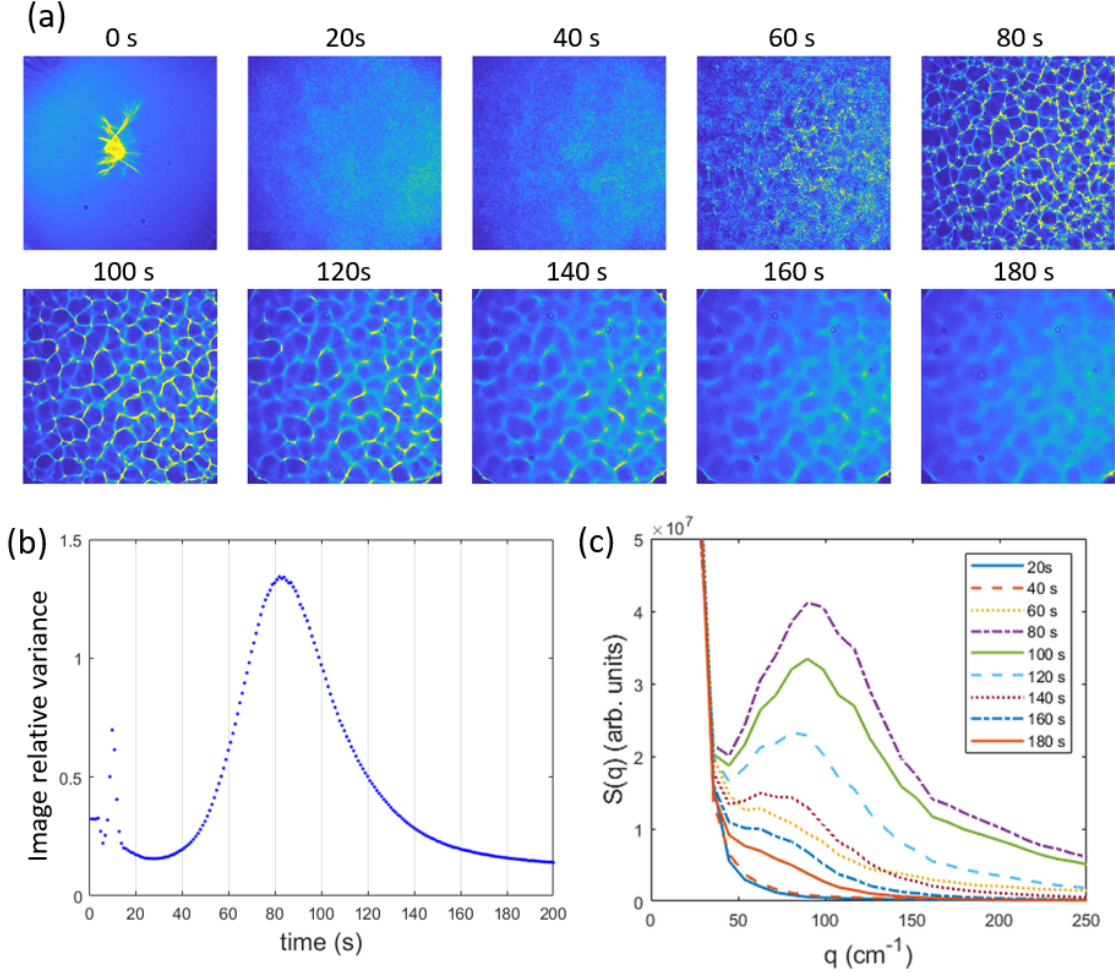 (a)
0 s 20s 40 s 60 s 80 s
100 s 120s 140 s 160 s 180 s
(b)
Image relative variance
1.5
1
0.5
0
0 20 40 60 80 100 120 140 160 180 200
time (s)
(c)
× 10⁷
S(q) (arb. units)
5
4
3
2
1
0
0 50 100 150 200 250
q (cm⁻¹)
20s
40 s
60 s
80 s
100 s
120 s
140 s
160 s
180 s